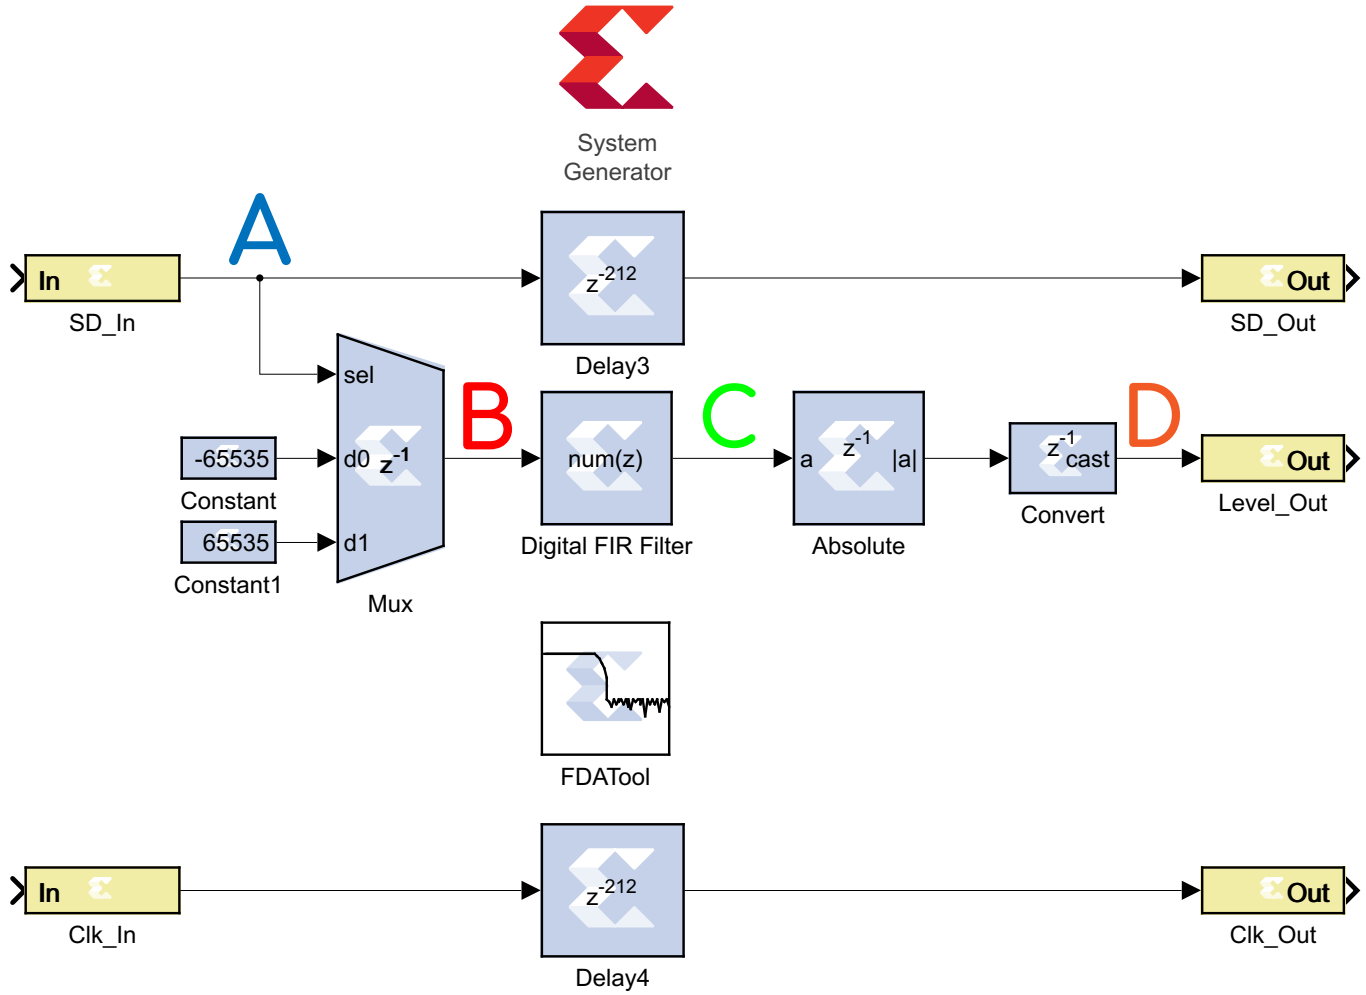 System
Generator
A
In
SD_In
z-212
Delay3
Out
SD_Out
sel
d0 z-1
d1
Mux
-65535
Constant
65535
Constant1
B
num(z)
Digital FIR Filter
C
a z-1 |a|
Absolute
z-1
cast
Convert
D
Out
Level_Out
FDATool
In
Clk_In
z-212
Delay4
Out
Clk_Out